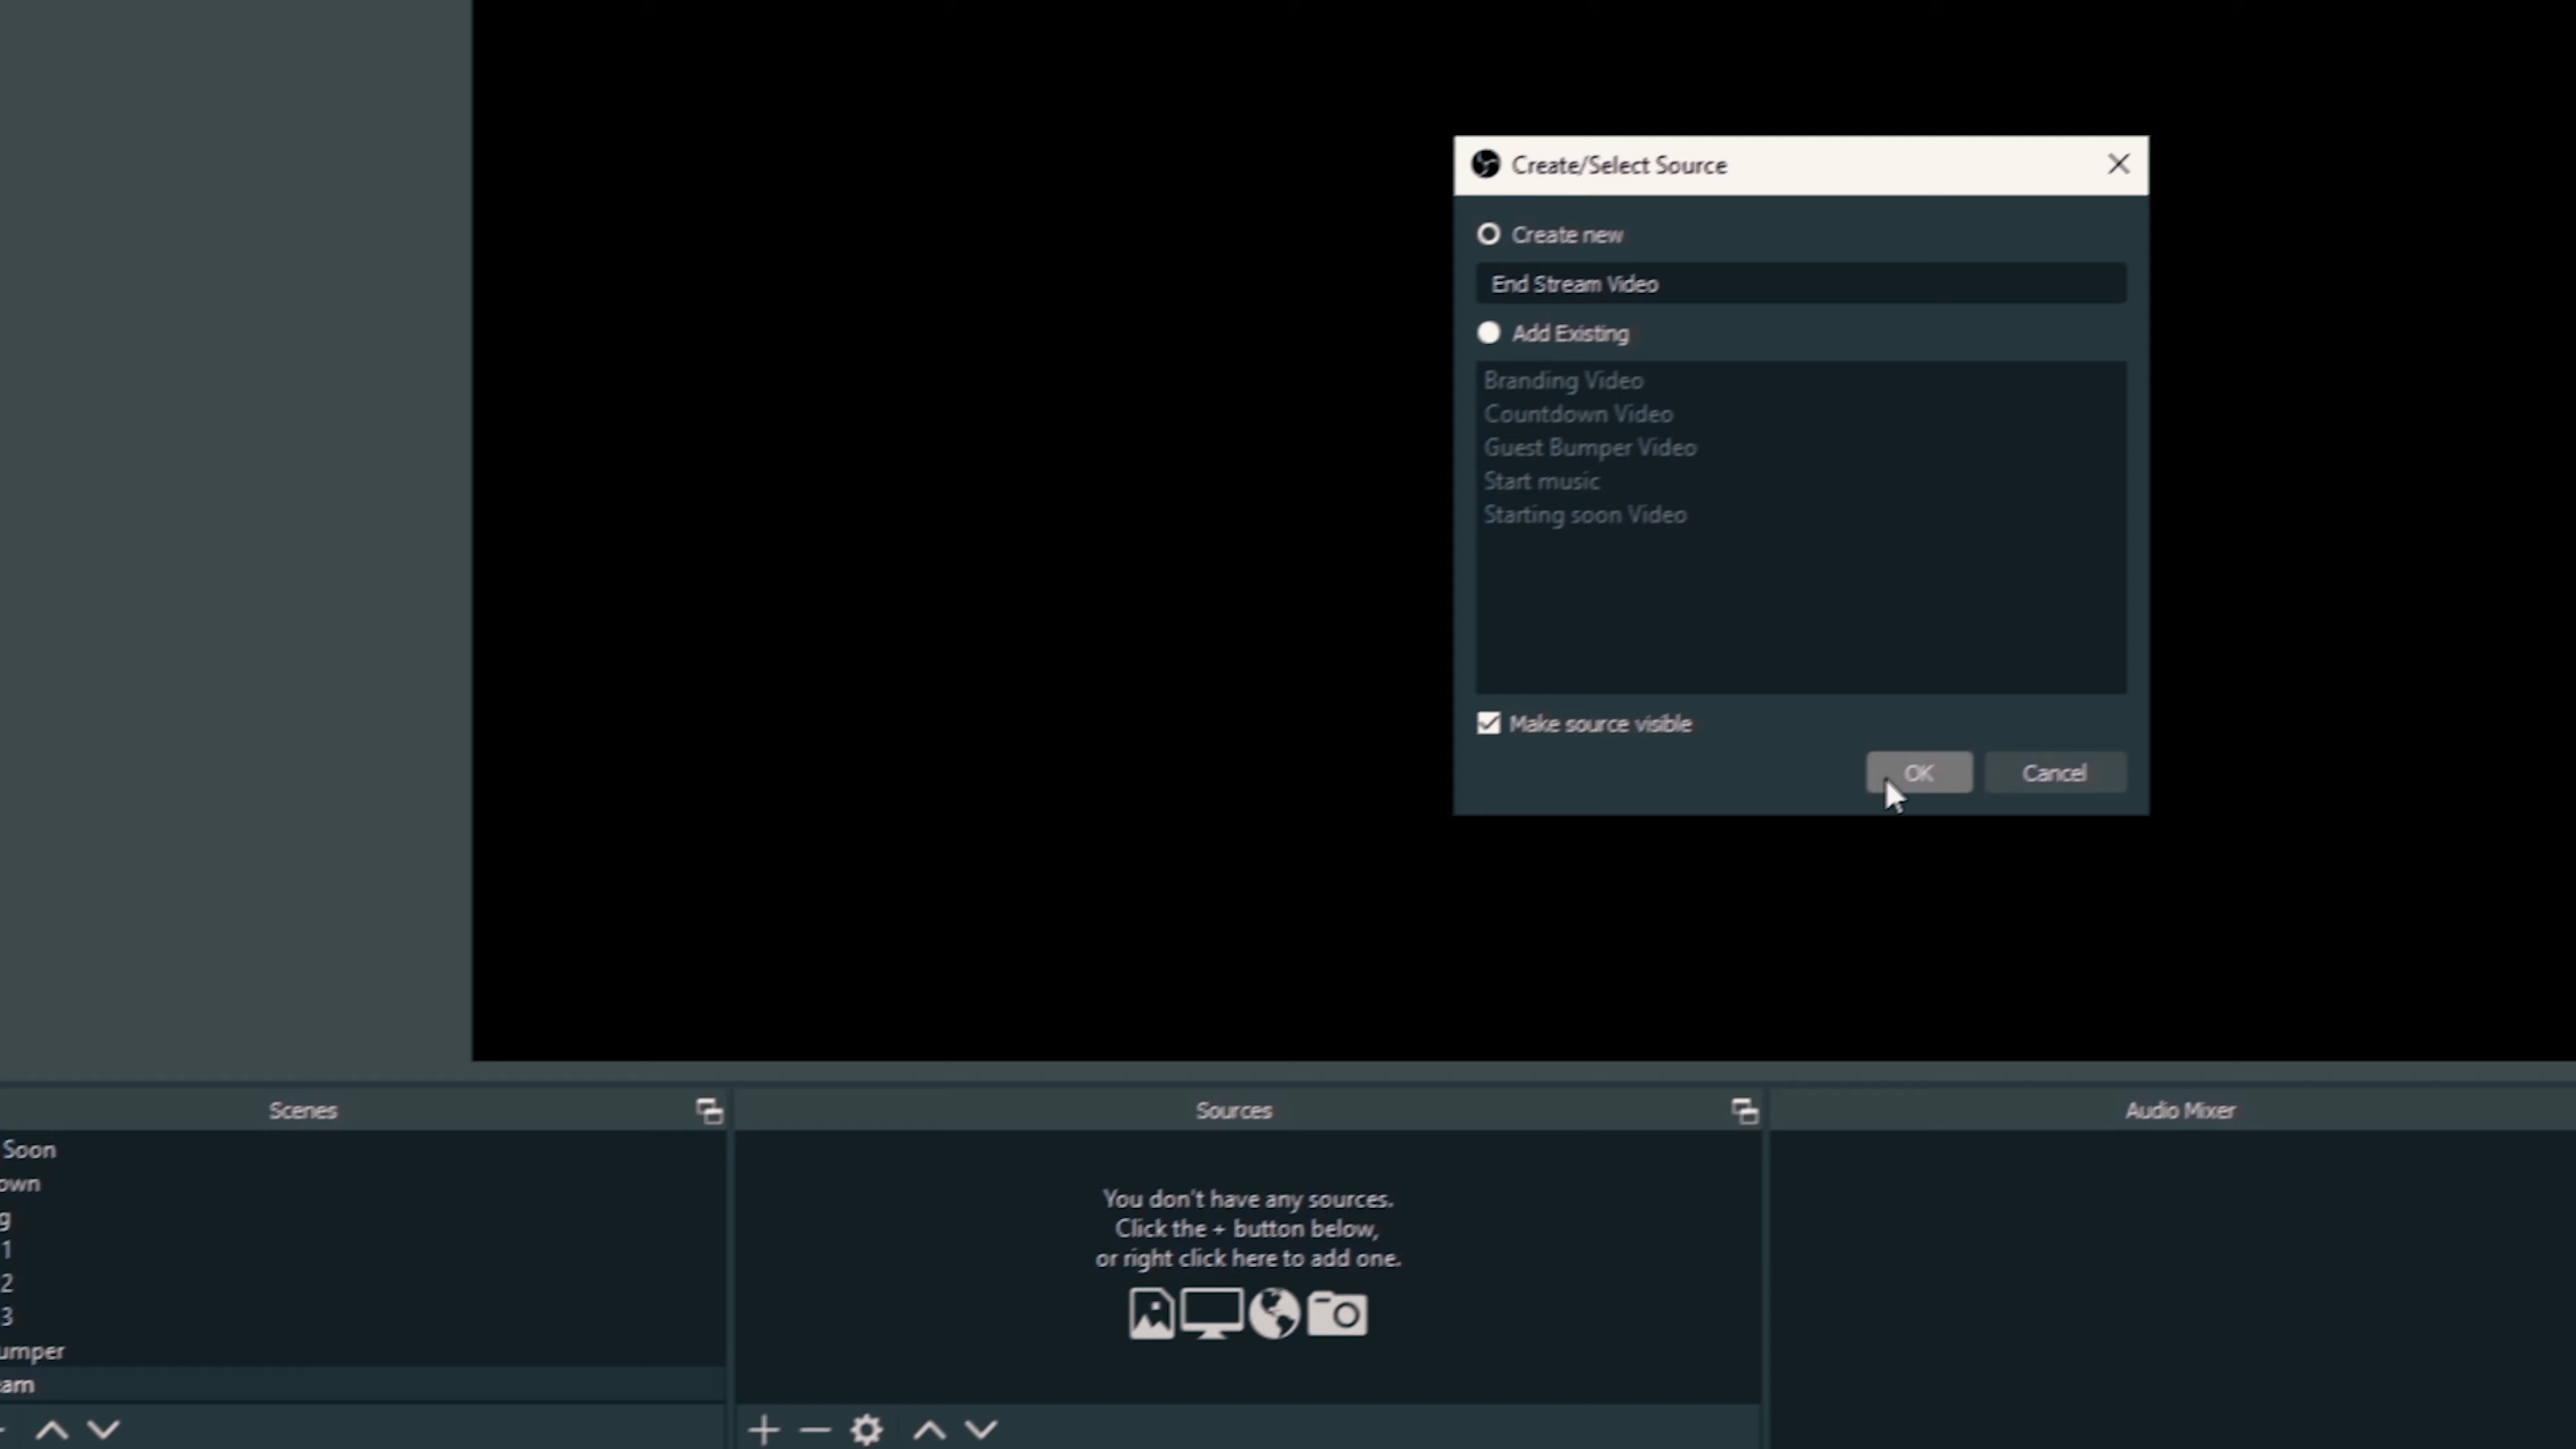 Create/Select Source
Create new
End Stream Video
Add Existing
Branding Video
Countdown Video
Guest Bumper Video
Start music
Starting soon Video
Make source visible
OK
Cancel
Scenes
Soon
own
g
1
2
3
umper
eam
Sources
You don't have any sources.
Click the + button below,
or right click here to add one.
Audio Mixer